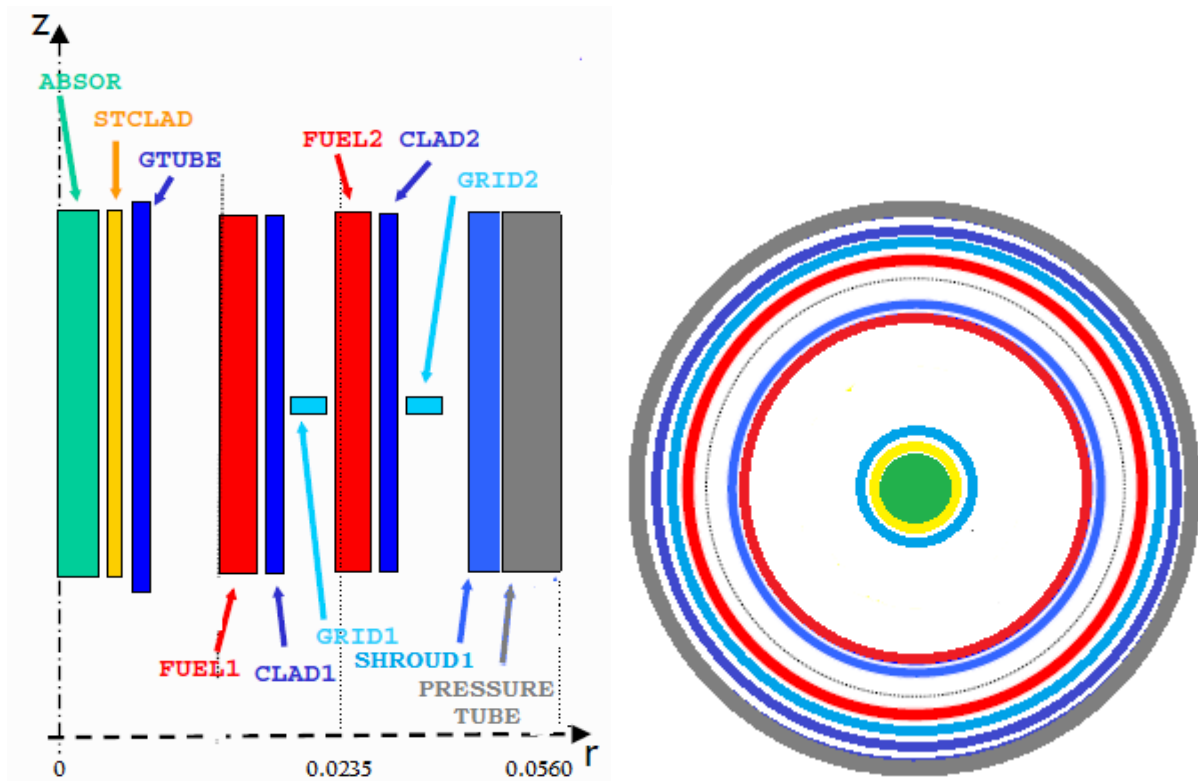 Z
ABSOR
STCLAD
GTUBE
FUEL2
CLAD2
GRID2
FUEL1
CLAD1
GRID1
SHROUD1
PRESSURE
TUBE
r
0
0.0235
0.0560